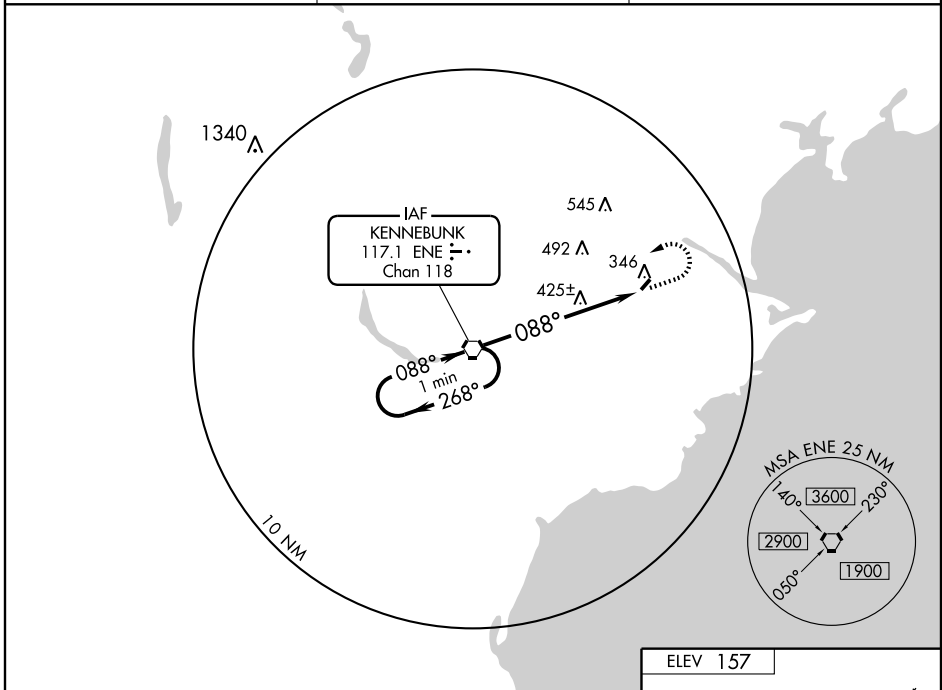 1340
IAF
KENNEBUNK
117.1 ENE
Chan 118
545
492
346
425±
088°
088°
1 min
268°
10 NM
MSA ENE 25 NM
140°
3600
230°
2900
1900
050°
ELEV 157